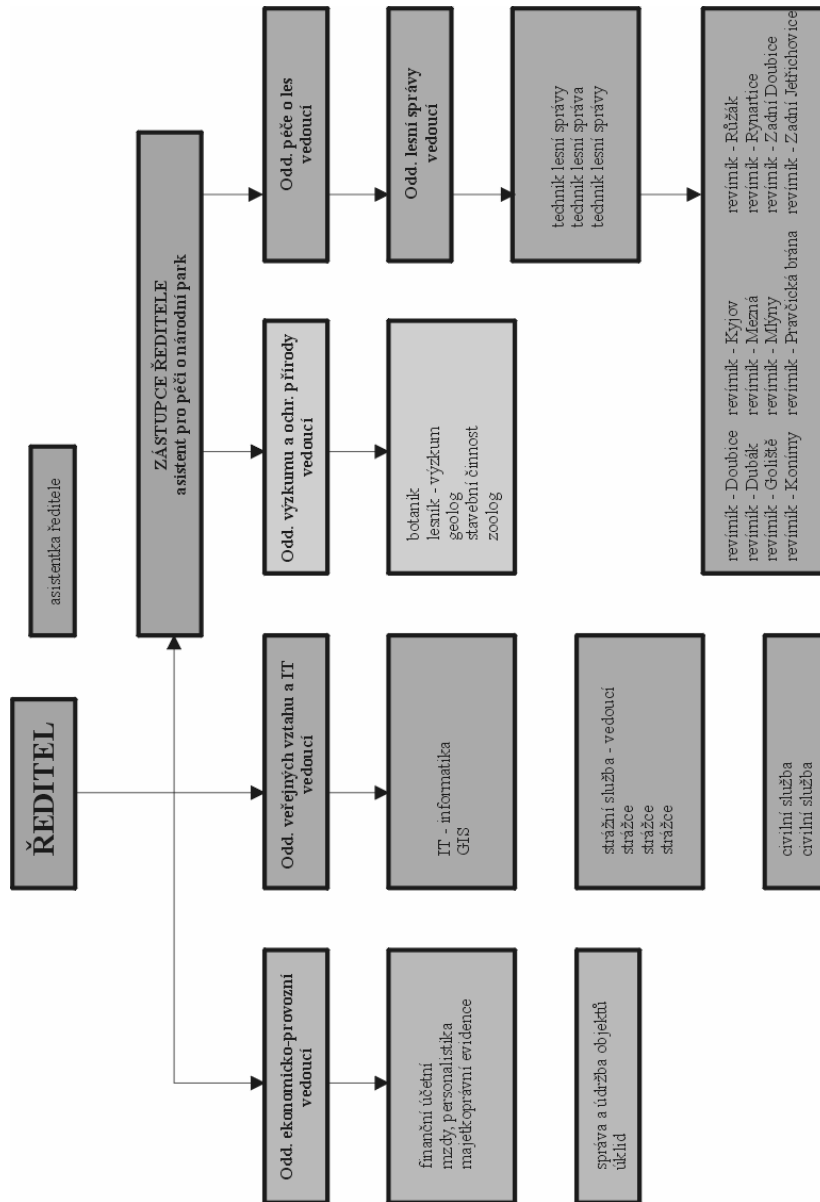 ŘEDITEL
asistentka ředitele
ZÁSTUPCE ŘEDITELE
asistent pro péči o národní park
Odd. ekonomicko-provozní
vedoucí
Odd. veřejných vztahu a IT
vedoucí
Odd. výzkumu a ochr. přírody
vedoucí
Odd. péče o les
vedoucí
finanční účetní
mzdy, personalistika
majetkoprávní evidence
IT - informatika
GIS
botanik
lesník - výzkum
geolog
stavební činnost
zoolog
Odd. lesní správy
vedoucí
technik lesní správy
technik lesní správa
technik lesní správy
správa a údržba objektů
úklid
strážní služba - vedoucí
strážce
strážce
strážce
civilní služba
civilní služba
revírník - Doubice
revírník - Dubák
revírník - Goliště
revírník - Konírny
revírník - Kyjov
revírník - Mezná
revírník - Mlýny
revírník - Pravčická brána
revírník - Růžák
revírník - Rynartice
revírník - Zadní Doubice
revírník - Zadní Jetřichovice